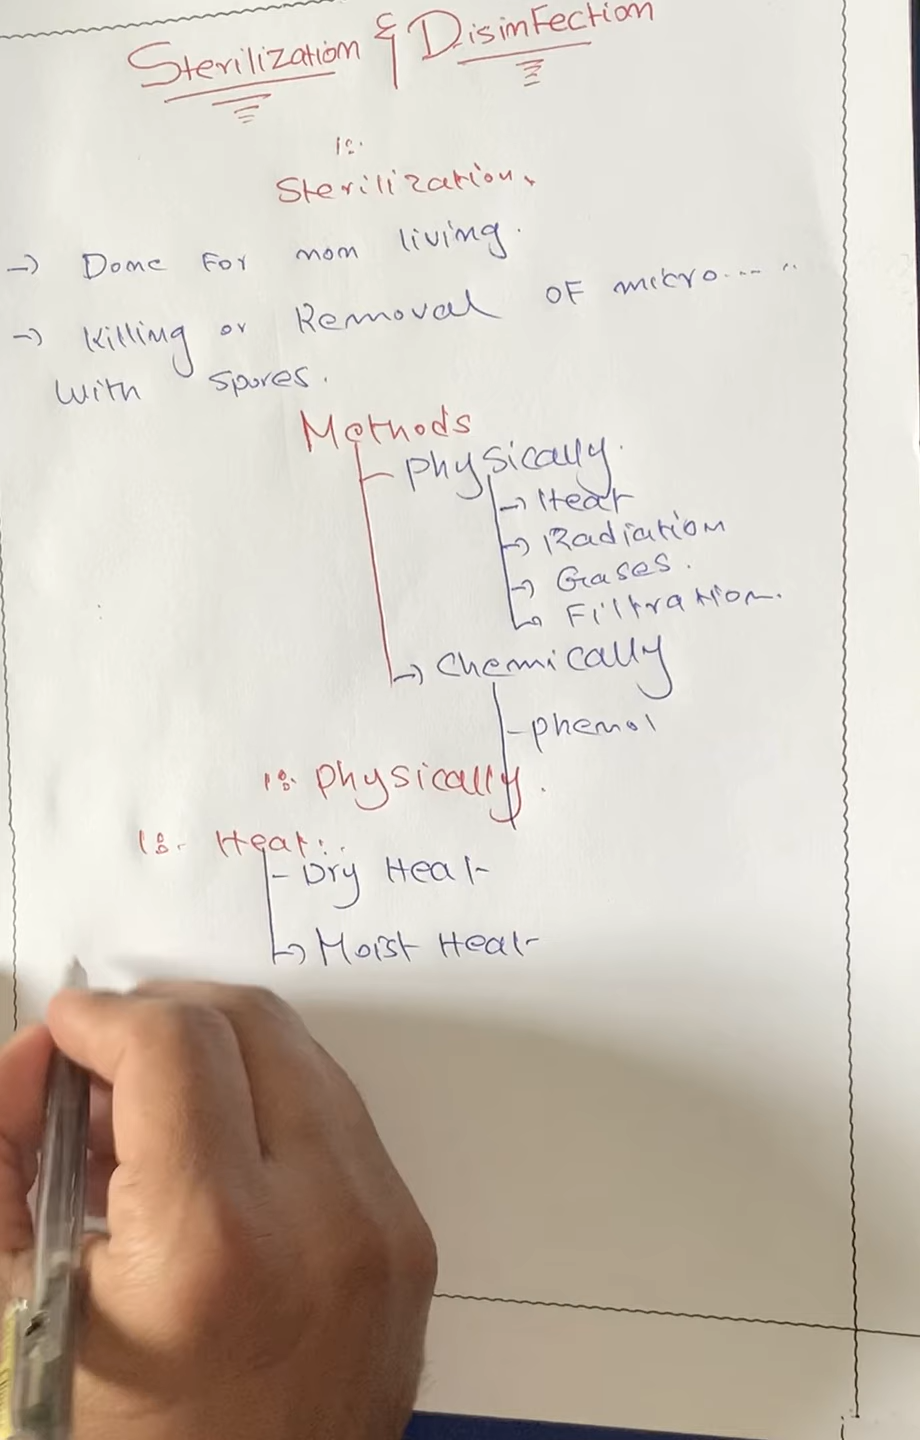 Sterilization & Disinfection
1:
Sterilization
→ Done For non living.
→ Killing or Removal OF micro.... ..
with spores.
Methods
Physically.
→ Heat
→ Radiation
→ Gases.
→ Filtration.
→ Chemically
- phenol
1: Physically.
1:- Heat:.
- Dry Heat
→ Moist Heat